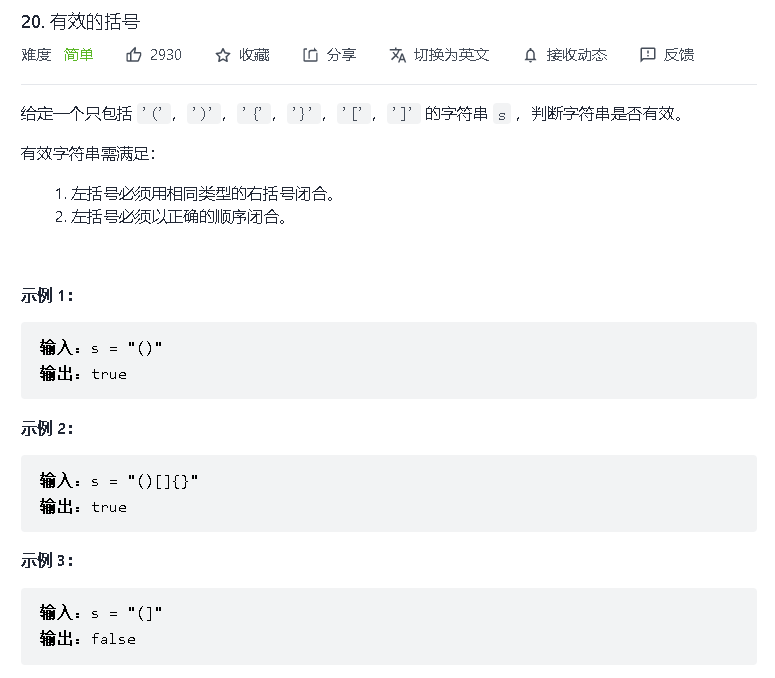 20. 有效的括号
难度 简单 2930 收藏 分享 切换为英文 接收动态 反馈
给定一个只包括 '(', ')', '{', '}', '[', ']' 的字符串 s ，判断字符串是否有效。
有效字符串需满足：
1. 左括号必须用相同类型的右括号闭合。
2. 左括号必须以正确的顺序闭合。
示例 1：
输入：s = "()"
输出：true
示例 2：
输入：s = "()[]{}"
输出：true
示例 3：
输入：s = "(]"
输出：false